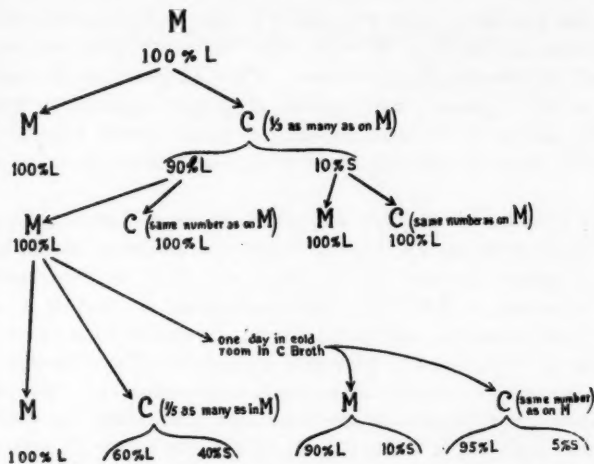 M
100% L
M C (1/3 as many as on M)
100%L 90%L 10%S
M C (same number as on M) M C (same number as on M)
100%L 100% L 100%L 100%L
one day in cold
room in C Broth
M C (1/5 as many as in M) M C (same number
as on M)
100% L 60%L 40%S 90%L 10%S 95%L 5%S